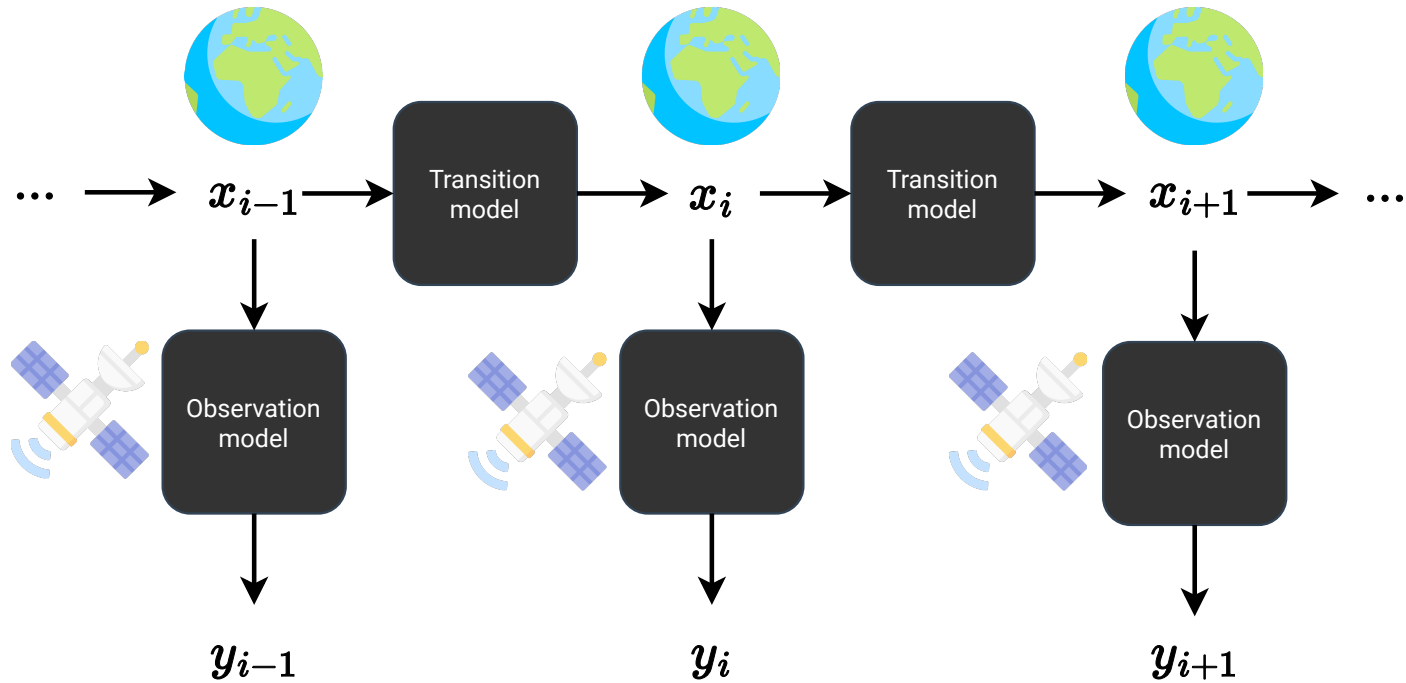 ... x_{i-1} Transition model x_i Transition model x_{i+1} ...
Observation model
Observation model
Observation model
y_{i-1} y_i y_{i+1}